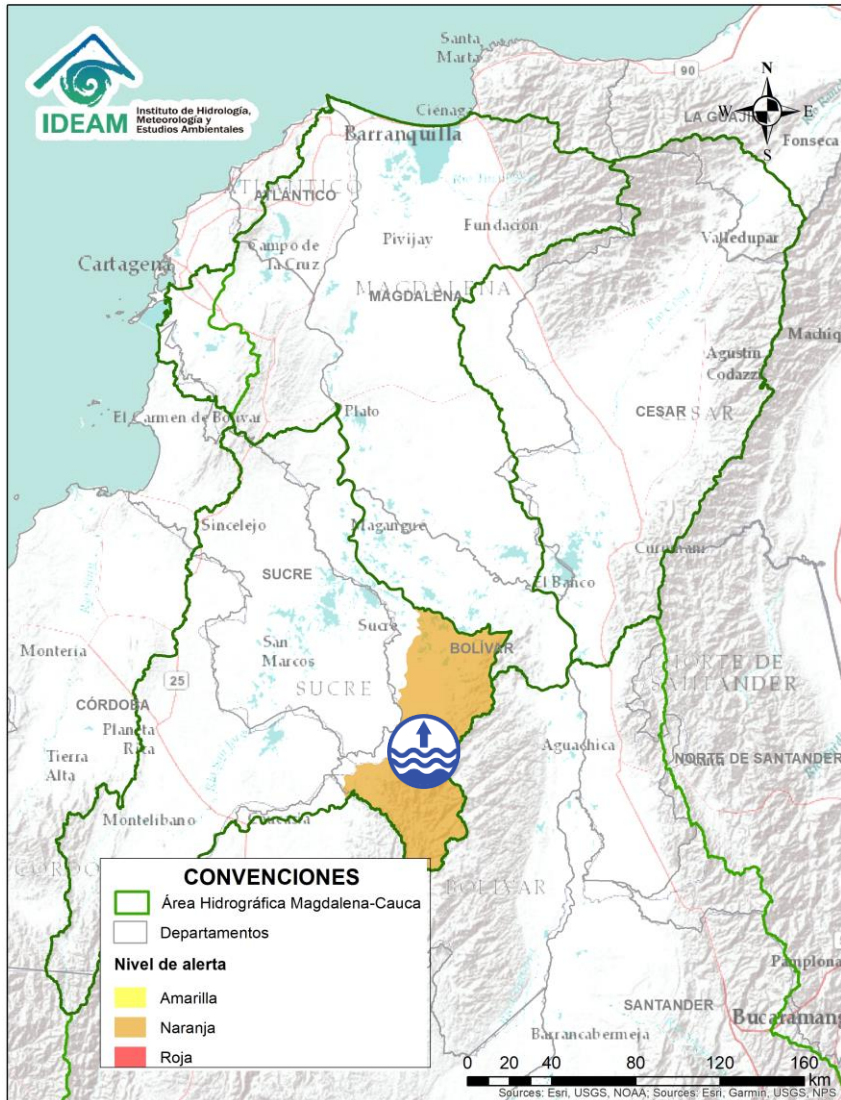 IDEAM
Instituto de Hidrología,
Meteorología y
Estudios Ambientales
Santa
Marta
90
N
W
E
S
Ciénaga
LA GUAJIRA
Barranquilla
Fonseca
ATLÁNTICO
Fundación
Pivijay
Valledupar
Campo de
la Cruz
Cartagena
MAGDALENA
MAGDALENA
Agustín
Codazzi
CESAR
CESAR
El Carmen de Bolívar
Plato
Sincelejo
Magangué
Curumaní
El Banco
SUCRE
Sucre
BOLÍVAR
San
Marcos
Montería
SUCRE
25
NORTE DE
SANTANDER
CÓRDOBA
Planeta
Rica
Aguachica
Tierra
Alta
NORTE DE SANTANDER
Montelíbano
BOLÍVAR
CONVENCIONES
Área Hidrográfica Magdalena-Cauca
Departamentos
Nivel de alerta
Amarilla
Naranja
Roja
Pamplona
SANTANDER
Barrancabermeja
0 20 40 80 120 160
km
Sources: Esri, USGS, NOAA; Sources: Esri, Garmin, USGS, NPS